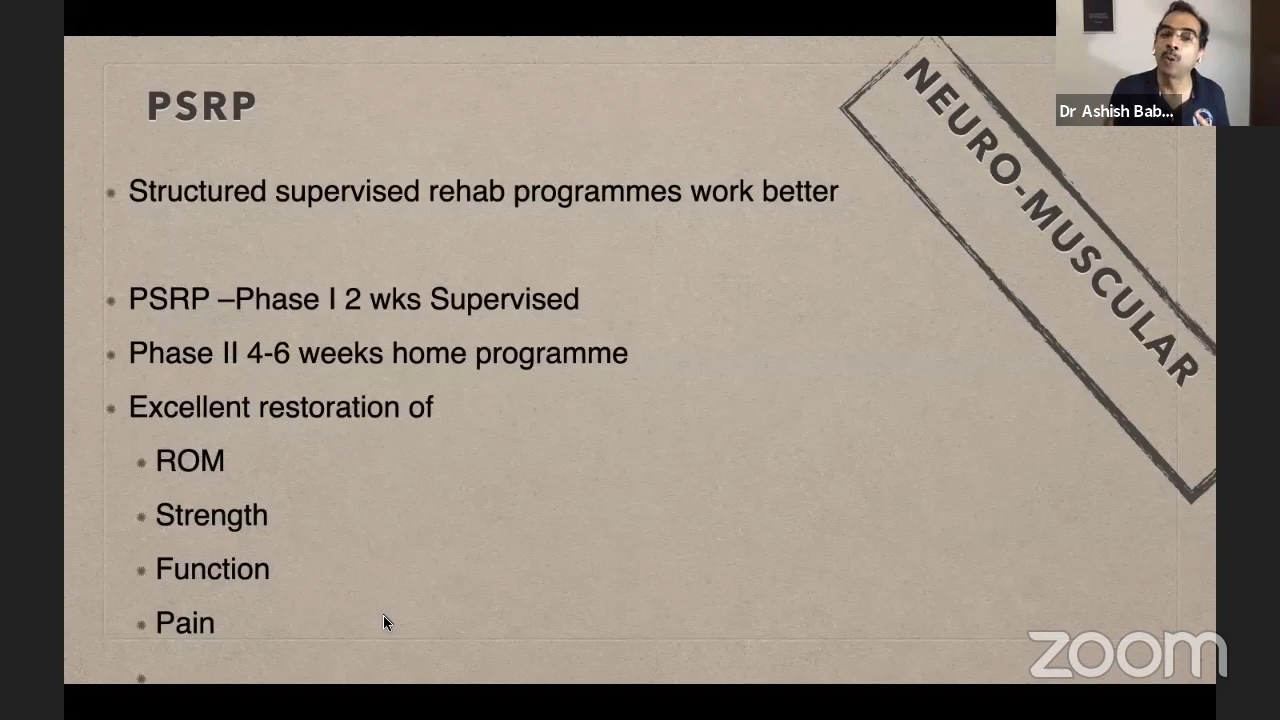 PSRP
NEURO-MUSCULAR
Dr Ashish Bab...
Structured supervised rehab programmes work better
PSRP –Phase I 2 wks Supervised
Phase II 4-6 weeks home programme
Excellent restoration of
ROM
Strength
Function
Pain
zoom